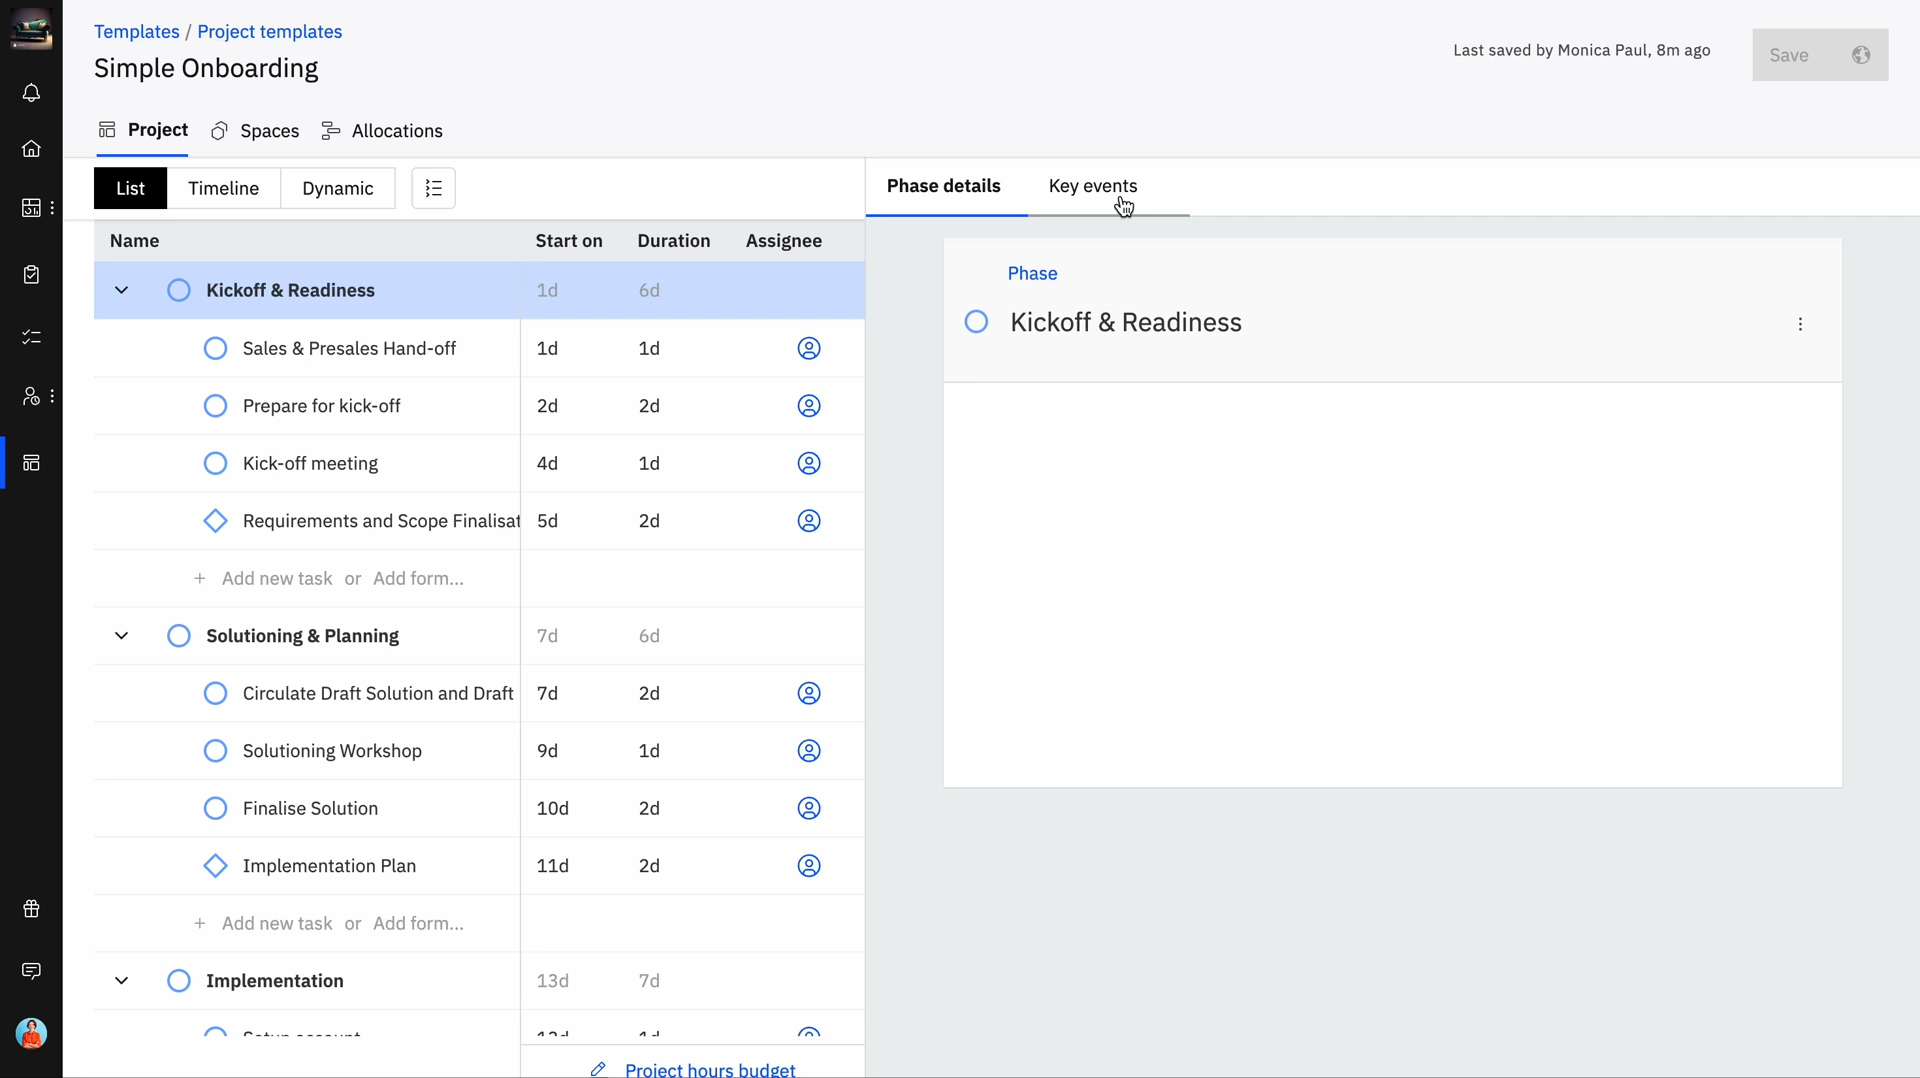 Templates / Project templates
Simple Onboarding
Last saved by Monica Paul, 8m ago
Save
Project
Spaces
Allocations
List
Timeline
Dynamic
Phase details
Key events
Name
Start on
Duration
Assignee
Kickoff & Readiness 1d 6d
Sales & Presales Hand-off 1d 1d
Prepare for kick-off 2d 2d
Kick-off meeting 4d 1d
Requirements and Scope Finalisat 5d 2d
+ Add new task or Add form...
Solutioning & Planning 7d 6d
Circulate Draft Solution and Draft 7d 2d
Solutioning Workshop 9d 1d
Finalise Solution 10d 2d
Implementation Plan 11d 2d
+ Add new task or Add form...
Implementation 13d 7d
Setup account 13d 1d
Project hours budget
Phase
Kickoff & Readiness